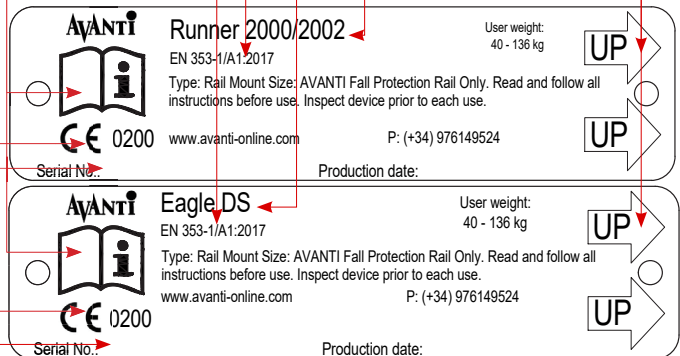 AVANTI
Runner 2000/2002
User weight:
40 - 136 kg
UP
EN 353-1/A1:2017
Type: Rail Mount Size: AVANTI Fall Protection Rail Only. Read and follow all
instructions before use. Inspect device prior to each use.
i
CE 0200
www.avanti-online.com
P: (+34) 976149524
UP
Serial No.:
Production date:
AVANTI
Eagle DS
User weight:
40 - 136 kg
UP
EN 353-1/A1:2017
Type: Rail Mount Size: AVANTI Fall Protection Rail Only. Read and follow all
instructions before use. Inspect device prior to each use.
i
CE 0200
www.avanti-online.com
P: (+34) 976149524
UP
Serial No.:
Production date: